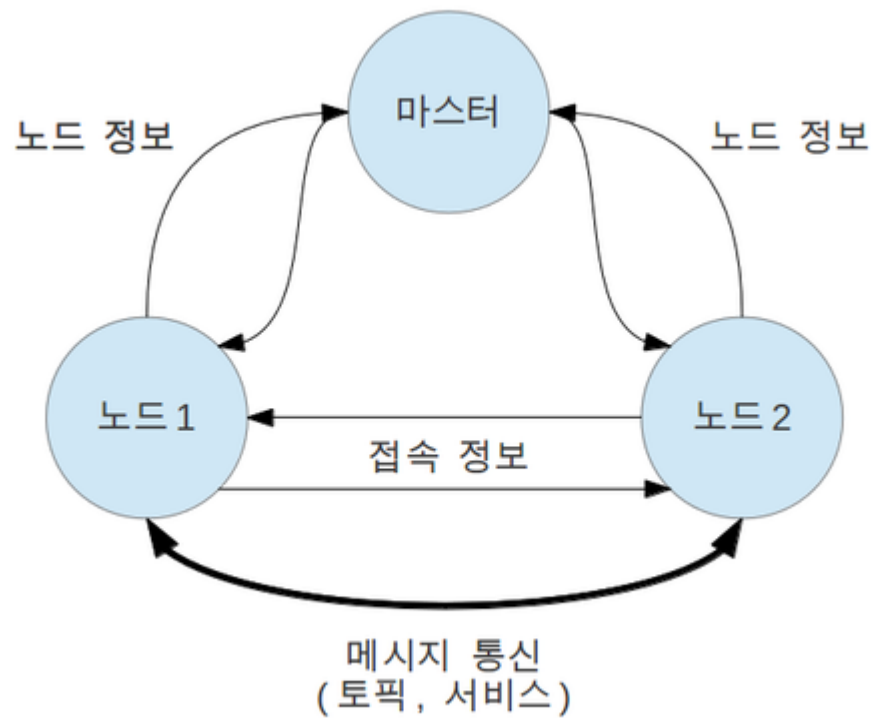 마스터
노드 정보
노드 정보
노드1
노드2
접속 정보
메시지 통신
(토픽, 서비스)